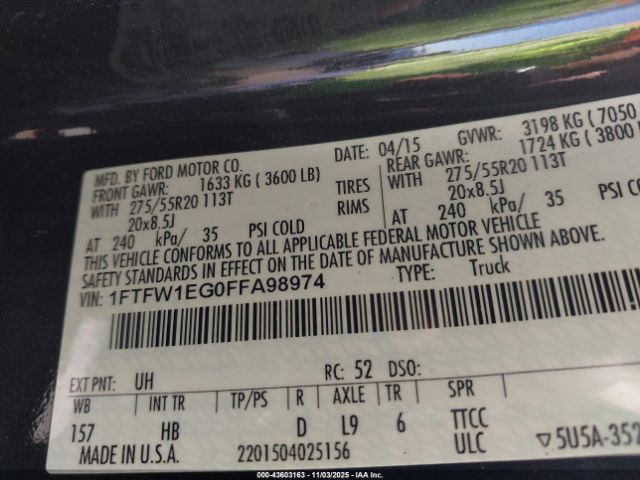 MFD. BY FORD MOTOR CO.
DATE: 04/15
GVWR: 3198 KG ( 7050
FRONT GAWR: 1633 KG ( 3600 LB)
REAR GAWR: 1724 KG ( 3800
WITH 275/55R20 113T TIRES WITH 275/55R20 113T
20x8.5J RIMS 20x8.5J
AT 240 kPa/ 35 PSI COLD AT 240 kPa/ 35 PSI COL
THIS VEHICLE CONFORMS TO ALL APPLICABLE FEDERAL MOTOR VEHICLE
SAFETY STANDARDS IN EFFECT ON THE DATE OF MANUFACTURE SHOWN ABOVE.
VIN: 1FTFW1EG0FFA98974
TYPE: Truck
EXT PNT: UH RC: 52 DSO:
WB INT TR TP/PS R AXLE TR SPR
157 HB D L9 6 TTCC
MADE IN U.S.A. 2201504025156 ULC ▽5U5A-352
000-43603163 - 11/03/2025 - IAAI.COM